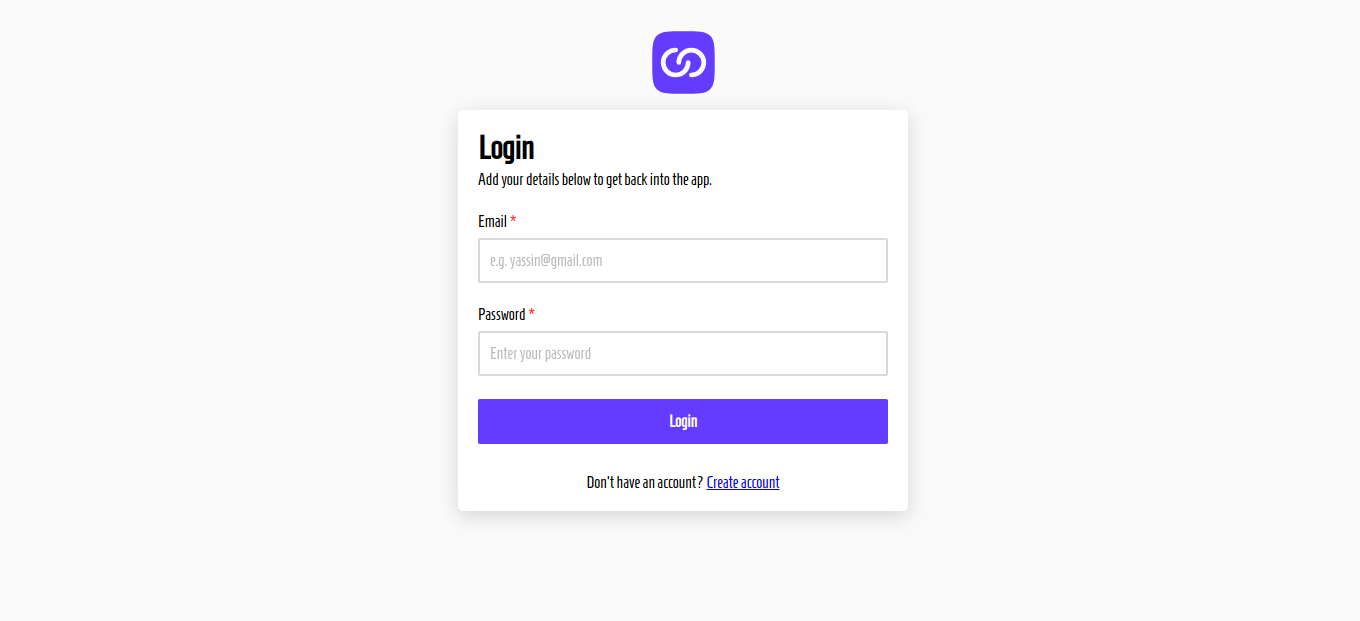 Login
Add your details below to get back into the app.
Email *
e.g. yassin@gmail.com
Password *
Enter your password
Login
Don't have an account? Create account